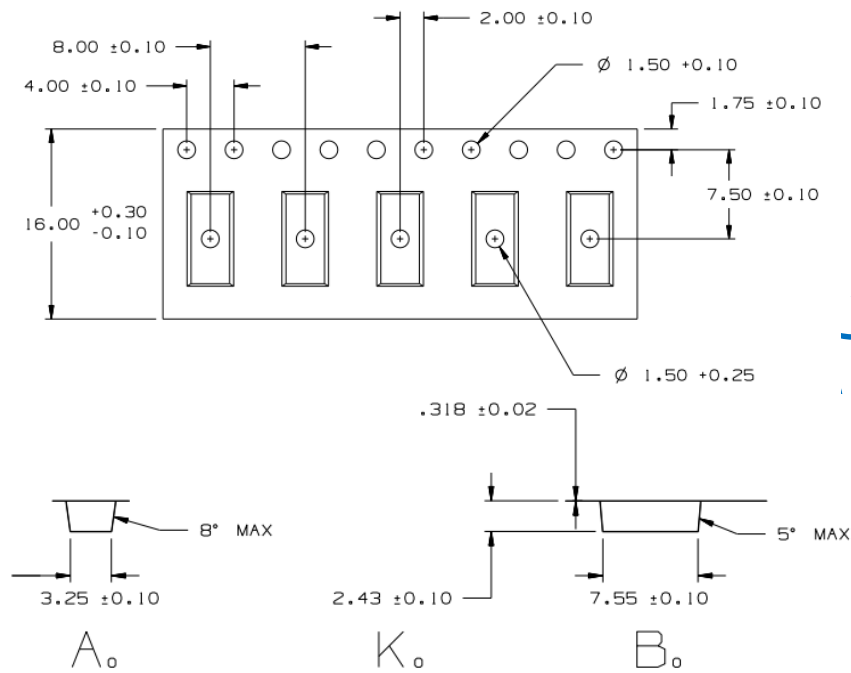 2.00 ±0.10
8.00 ±0.10
Ø 1.50 +0.10
4.00 ±0.10
1.75 ±0.10
7.50 ±0.10
16.00 +0.30
-0.10
Ø 1.50 +0.25
.318 ±0.02
8° MAX
5° MAX
3.25 ±0.10
2.43 ±0.10
7.55 ±0.10
A₀
K₀
B₀